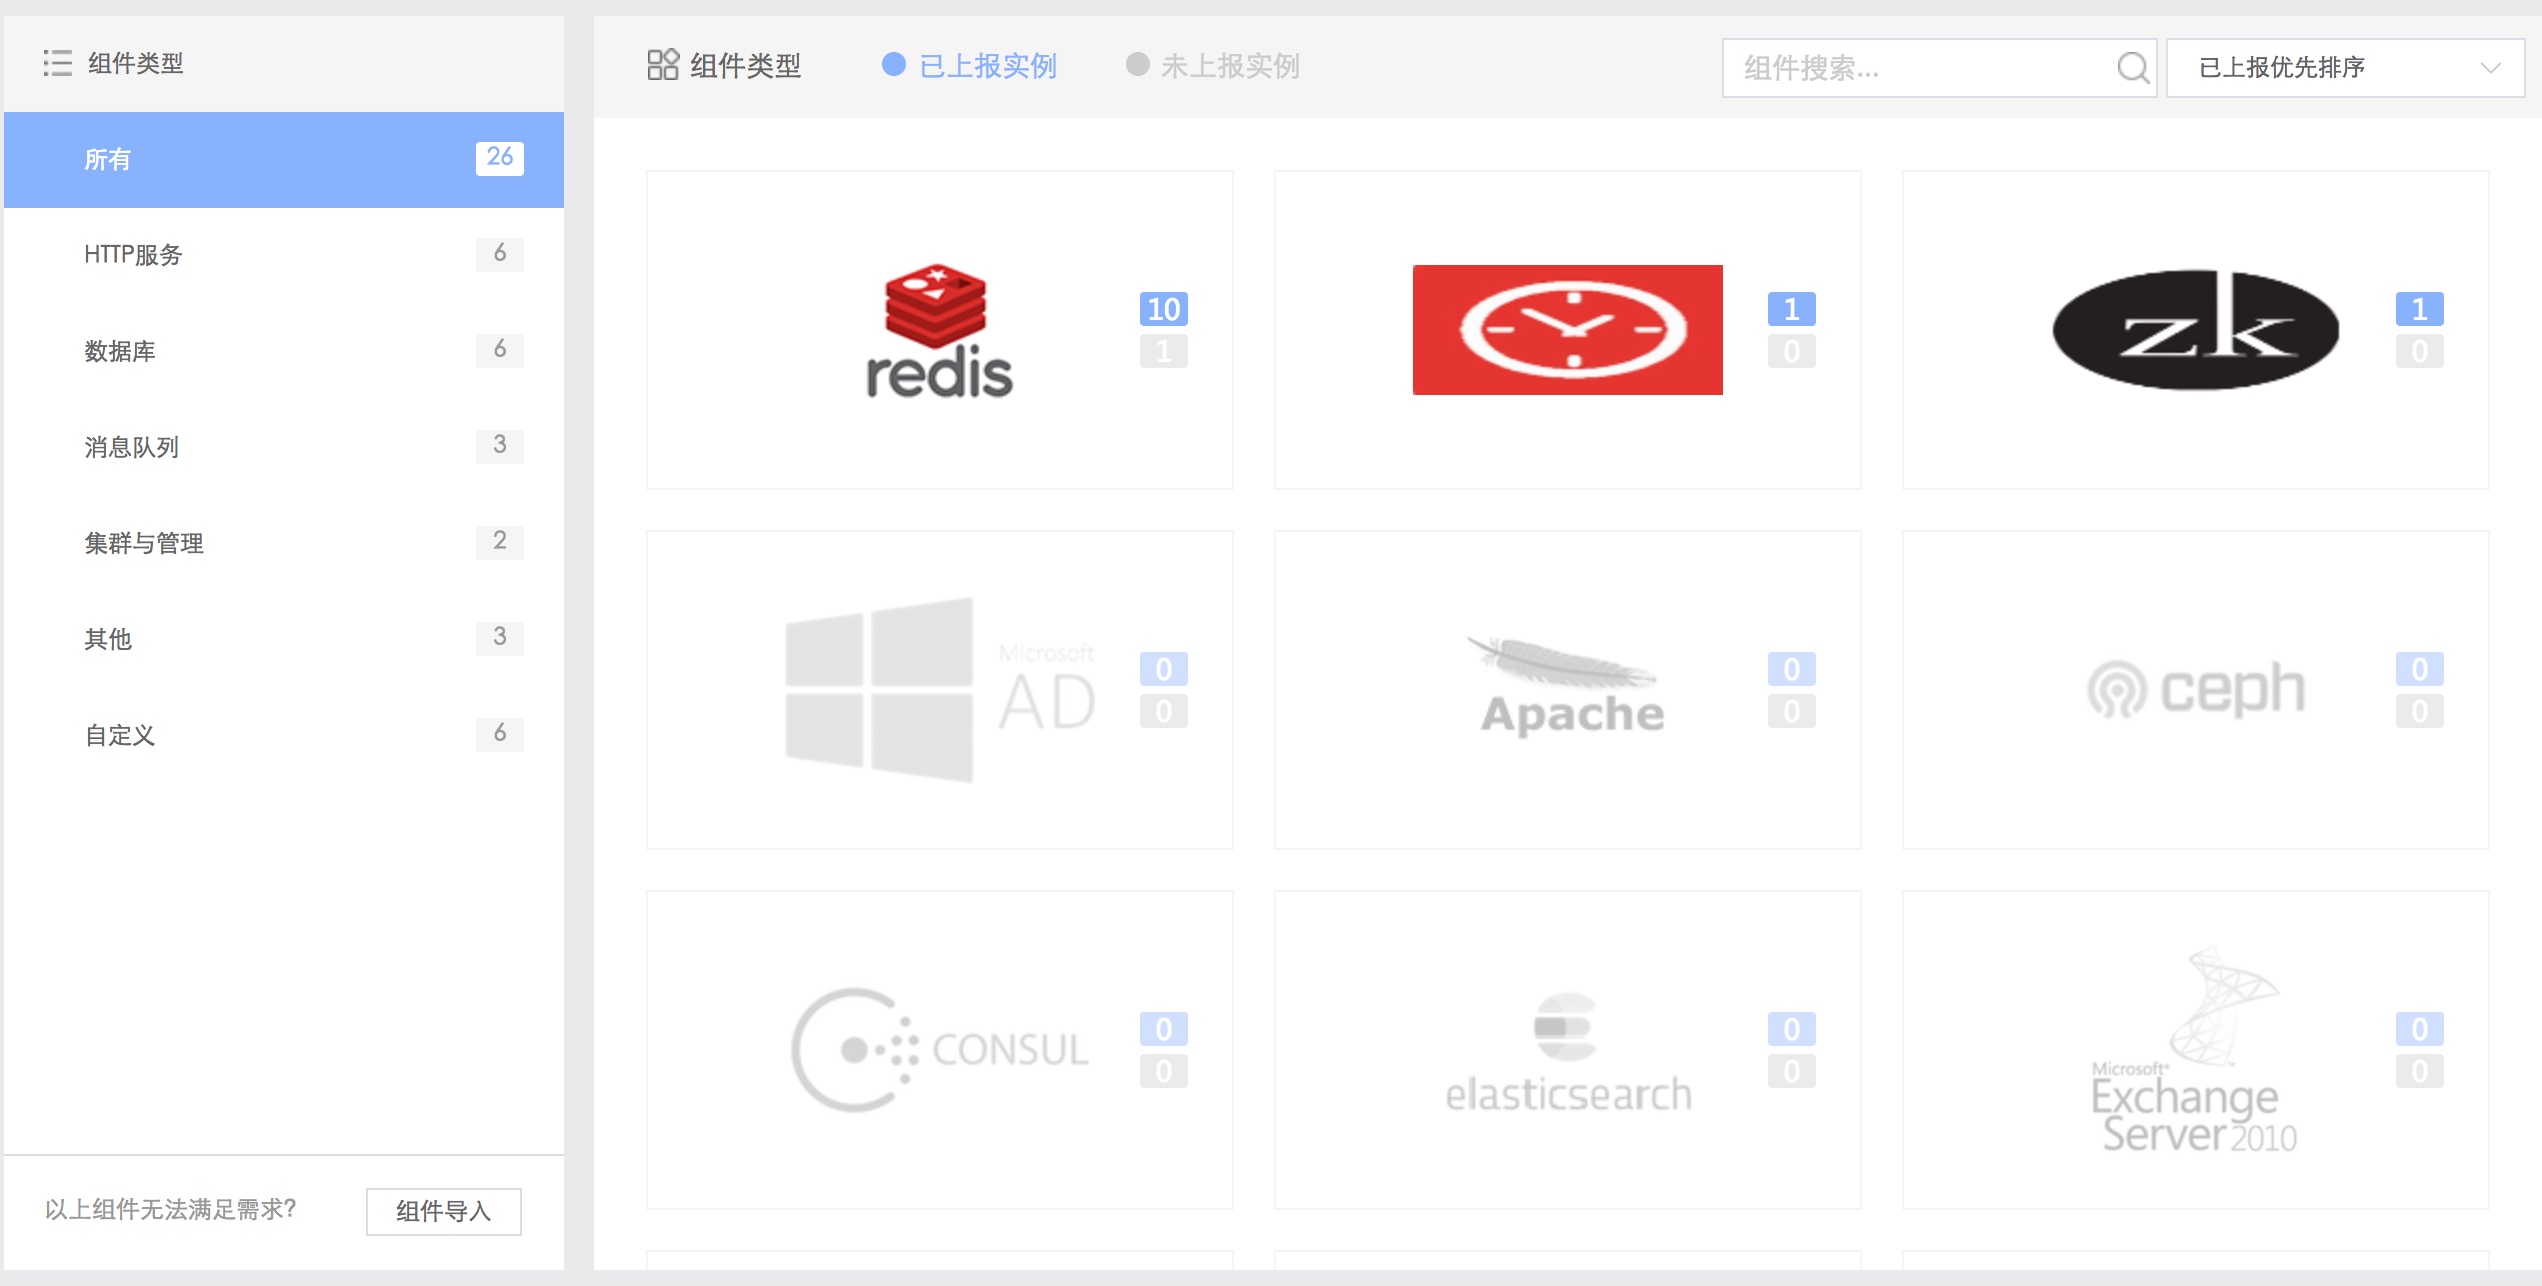 组件类型
所有 26
HTTP服务 6
数据库 6
消息队列 3
集群与管理 2
其他 3
自定义 6
以上组件无法满足需求?
组件导入
组件类型
已上报实例
未上报实例
组件搜索...
已上报优先排序
redis
10
1
1
0
zk
1
0
Microsoft
AD
0
0
Apache
0
0
ceph
0
0
CONSUL
0
0
elasticsearch
0
0
Microsoft®
Exchange
Server 2010
0
0